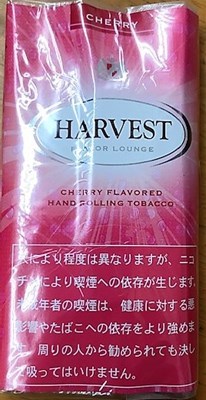 CHERRY
HARVEST
FLAVOR LOUNGE
CHERRY FLAVORED
HAND ROLLING TOBACCO
人により程度は異なりますが、ニコ
チンにより喫煙への依存が生じます。
未成年者の喫煙は、健康に対する悪
影響やたばこへの依存をより強めま
す。周りの人から勧められても決し
て吸ってはいけません。